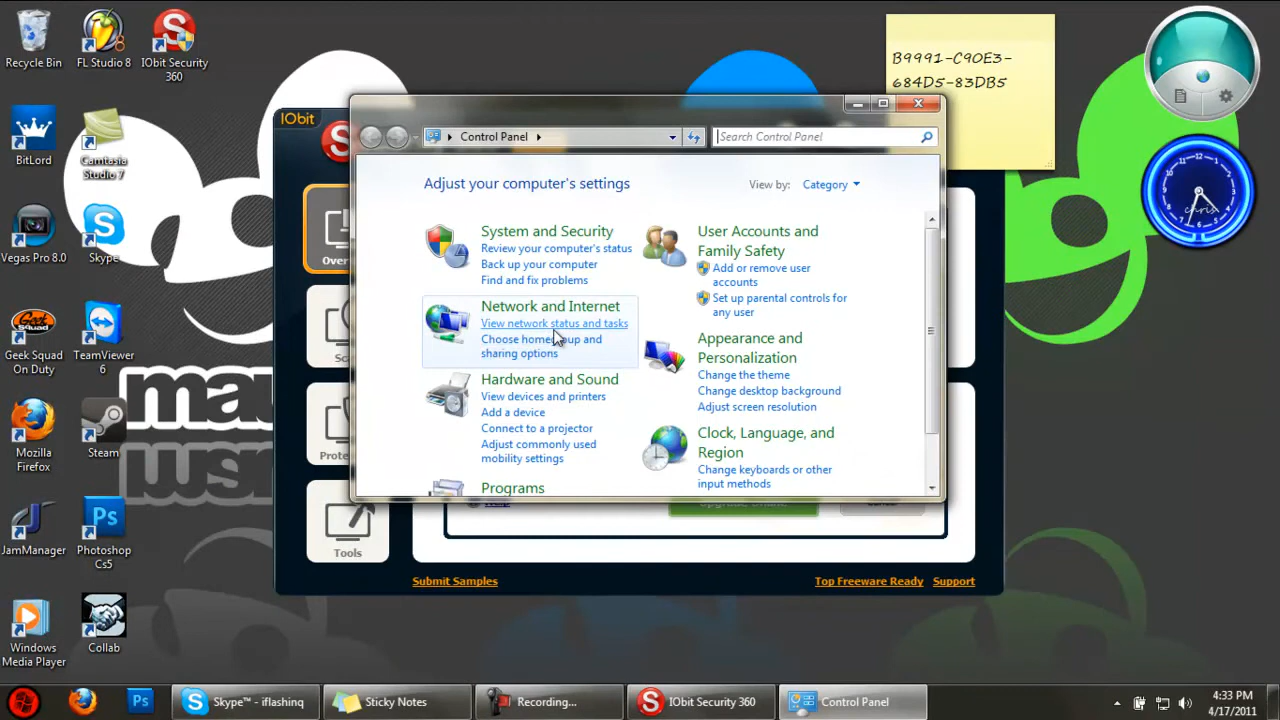 Recycle Bin
FL Studio 8
IObit Security
360
BitLord
Camtasia
Studio 7
Vegas Pro 8.0
Skype
Geek Squad
On Duty
TeamViewer
6
Mozilla
Firefox
Steam
JamManager
Photoshop
Cs5
Windows
Media Player
Collab
B9991-C90E3-
684D5-83DB5
chris
IObit
Control Panel
Search Control Panel
Adjust your computer's settings
View by: Category
System and Security
Review your computer's status
Back up your computer
Find and fix problems
Network and Internet
View network status and tasks
Choose homegroup and
sharing options
Hardware and Sound
View devices and printers
Add a device
Connect to a projector
Adjust commonly used
mobility settings
Programs
User Accounts and
Family Safety
Add or remove user
accounts
Set up parental controls for
any user
Appearance and
Personalization
Change the theme
Change desktop background
Adjust screen resolution
Clock, Language, and
Region
Change keyboards or other
input methods
Over
Sca
Prote
Tools
Submit Samples
Top Freeware Ready
Support
Skype™ - iflashing
Sticky Notes
Recording...
IObit Security 360
Control Panel
4:33 PM
4/17/2011